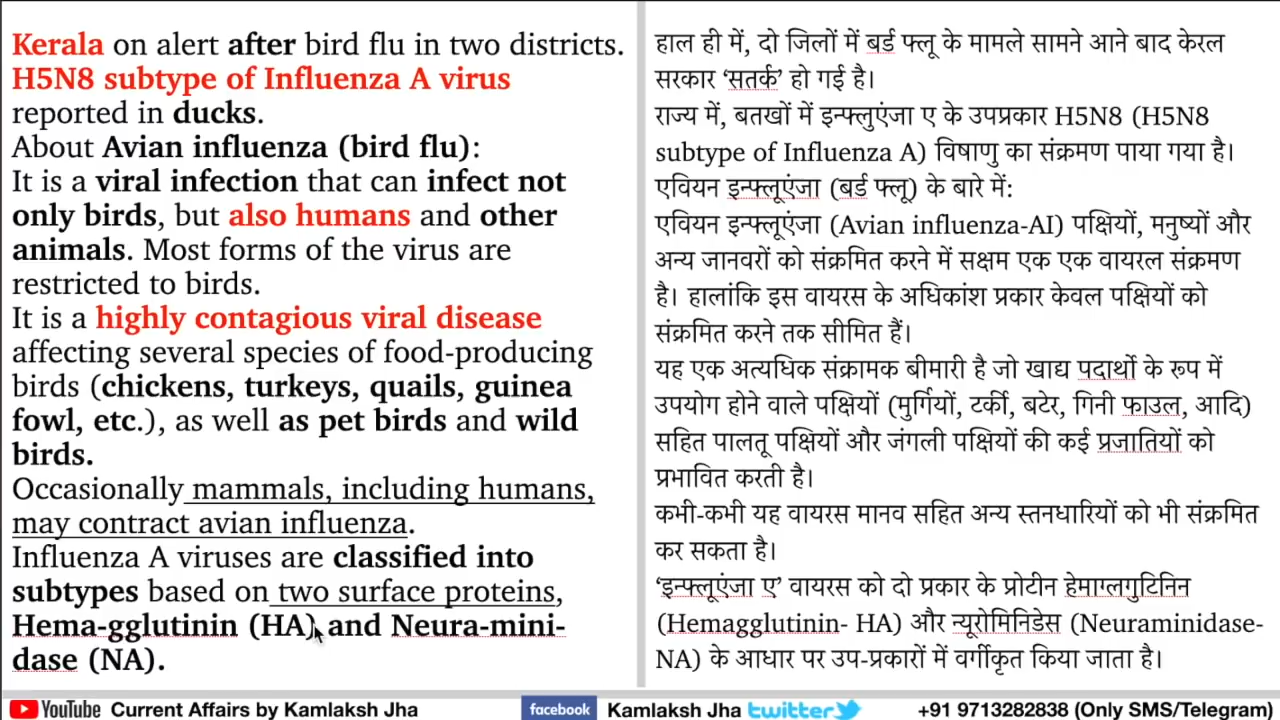 Kerala on alert after bird flu in two districts.
H5N8 subtype of Influenza A virus
reported in ducks.
About Avian influenza (bird flu):
It is a viral infection that can infect not
only birds, but also humans and other
animals. Most forms of the virus are
restricted to birds.
It is a highly contagious viral disease
affecting several species of food-producing
birds (chickens, turkeys, quails, guinea
fowl, etc.), as well as pet birds and wild
birds.
Occasionally mammals, including humans,
may contract avian influenza.
Influenza A viruses are classified into
subtypes based on two surface proteins,
Hema-gglutinin (HA) and Neura-mini-
dase (NA).
हाल ही में, दो जिलों में बर्ड फ्लू के मामले सामने आने बाद केरल
सरकार ‘सतर्क’ हो गई है।
राज्य में, बतखों में इन्फ्लुएंजा ए के उपप्रकार H5N8 (H5N8
subtype of Influenza A) विषाणु का संक्रमण पाया गया है।
एवियन इन्फ्लूएंजा (बर्ड फ्लू) के बारे में:
एवियन इन्फ्लूएंजा (Avian influenza-AI) पक्षियों, मनुष्यों और
अन्य जानवरों को संक्रमित करने में सक्षम एक एक वायरल संक्रमण
है। हालांकि इस वायरस के अधिकांश प्रकार केवल पक्षियों को
संक्रमित करने तक सीमित हैं।
यह एक अत्यधिक संक्रामक बीमारी है जो खाद्य पदार्थो के रूप में
उपयोग होने वाले पक्षियों (मुर्गियों, टर्की, बटेर, गिनी फाउल, आदि)
सहित पालतू पक्षियों और जंगली पक्षियों की कई प्रजातियों को
प्रभावित करती है।
कभी-कभी यह वायरस मानव सहित अन्य स्तनधारियों को भी संक्रमित
कर सकता है।
‘इन्फ्लूएंजा ए’ वायरस को दो प्रकार के प्रोटीन हेमाग्लगुटिनिन
(Hemagglutinin- HA) और न्यूरोमिनिडेस (Neuraminidase-
NA) के आधार पर उप-प्रकारों में वर्गीकृत किया जाता है।
YouTube Current Affairs by Kamlaksh Jha facebook Kamlaksh Jha twitter +91 9713282838 (Only SMS/Telegram)